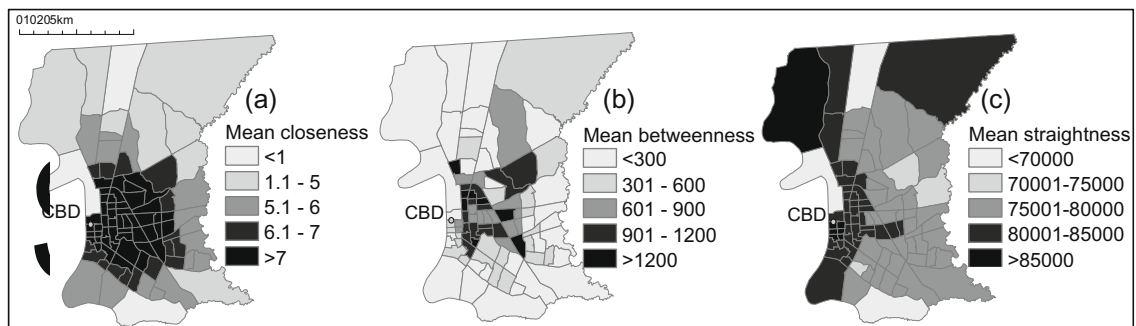 010205km
(a)
Mean closeness
<1
1.1 - 5
5.1 - 6
6.1 - 7
>7
CBD
(b)
Mean betweenness
<300
301 - 600
601 - 900
901 - 1200
>1200
CBD
(c)
Mean straightness
<70000
70001-75000
75001-80000
80001-85000
>85000
CBD